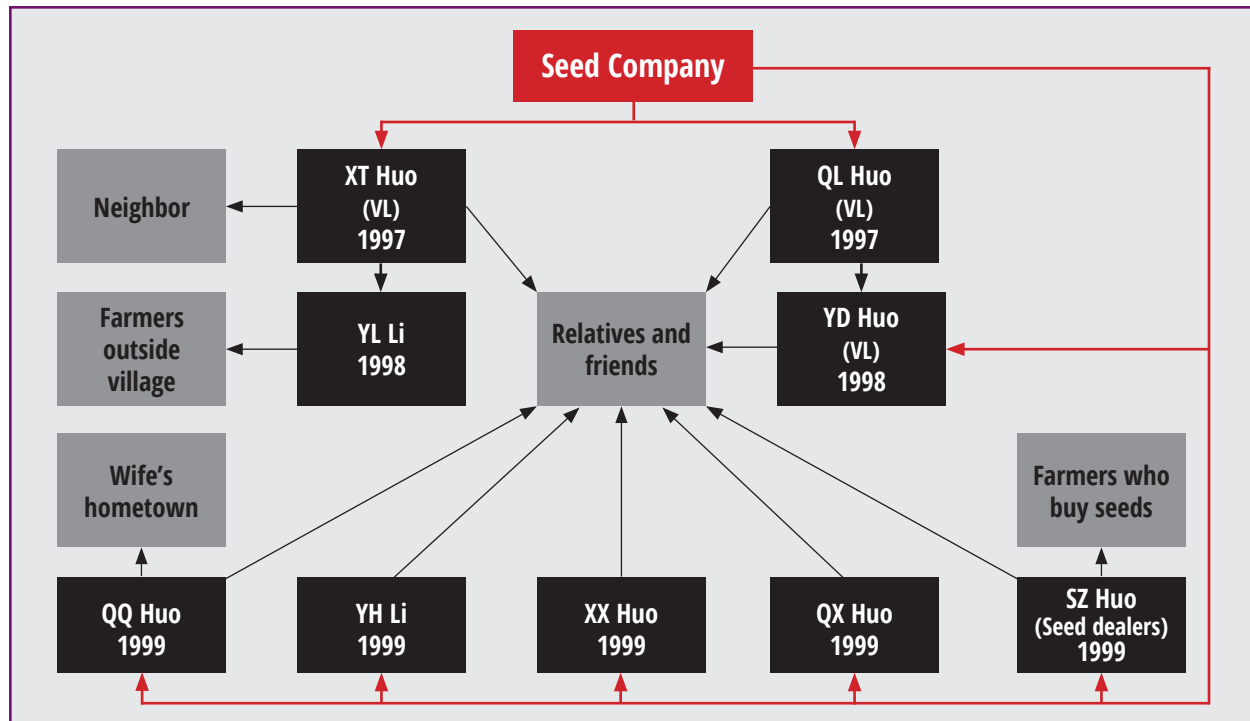 Seed Company
Neighbor
XT Huo
(VL)
1997
QL Huo
(VL)
1997
Farmers
outside
village
YL Li
1998
Relatives and
friends
YD Huo
(VL)
1998
Wife’s
hometown
Farmers who
buy seeds
QQ Huo
1999
YH Li
1999
XX Huo
1999
QX Huo
1999
SZ Huo
(Seed dealers)
1999